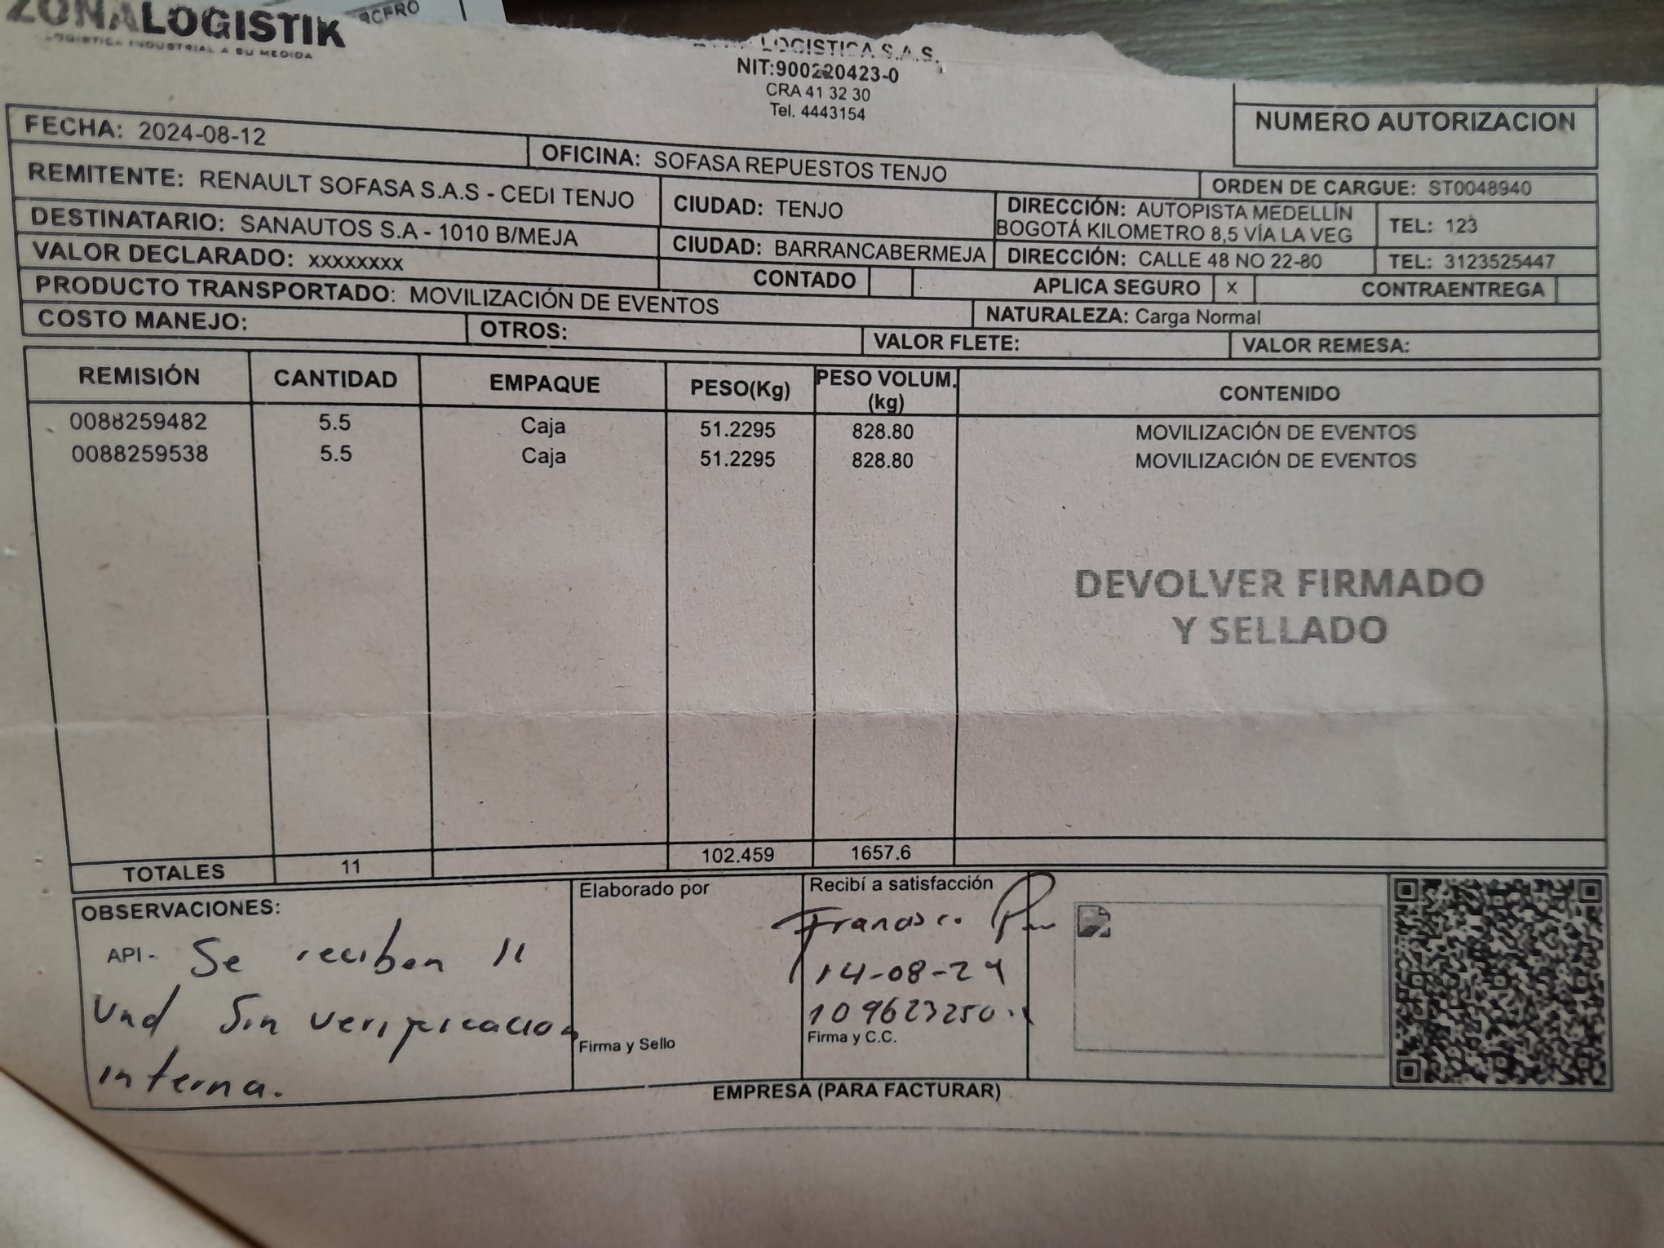 ZONALOGISTIK
LOGISTICA INDUSTRIAL A SU MEDIDA
LOGISTICA S.A.S.
NIT:900220423-0
CRA 41 32 30
Tel. 4443154
NUMERO AUTORIZACION
FECHA: 2024-08-12
OFICINA: SOFASA REPUESTOS TENJO
ORDEN DE CARGUE: ST0048940
REMITENTE: RENAULT SOFASA S.A.S - CEDI TENJO
CIUDAD: TENJO
DIRECCIÓN: AUTOPISTA MEDELLÍN
BOGOTÁ KILOMETRO 8,5 VÍA LA VEG
TEL: 123
DESTINATARIO: SANAUTOS S.A - 1010 B/MEJA
CIUDAD: BARRANCABERMEJA
DIRECCIÓN: CALLE 48 NO 22-80
TEL: 3123525447
VALOR DECLARADO: xxxxxxxx
CONTADO
APLICA SEGURO x
CONTRAENTREGA
PRODUCTO TRANSPORTADO: MOVILIZACIÓN DE EVENTOS
NATURALEZA: Carga Normal
COSTO MANEJO:
OTROS:
VALOR FLETE:
VALOR REMESA:
REMISIÓN CANTIDAD EMPAQUE PESO(Kg) PESO VOLUM. (kg) CONTENIDO
0088259482 5.5 Caja 51.2295 828.80 MOVILIZACIÓN DE EVENTOS
0088259538 5.5 Caja 51.2295 828.80 MOVILIZACIÓN DE EVENTOS
DEVOLVER FIRMADO
Y SELLADO
TOTALES 11 102.459 1657.6
OBSERVACIONES:
API- Se reciben 11
Und Sin verificacion
interna.
Elaborado por
Firma y Sello
Recibí a satisfacción
Francisco
14-08-24
Firma y C.C.
EMPRESA (PARA FACTURAR)